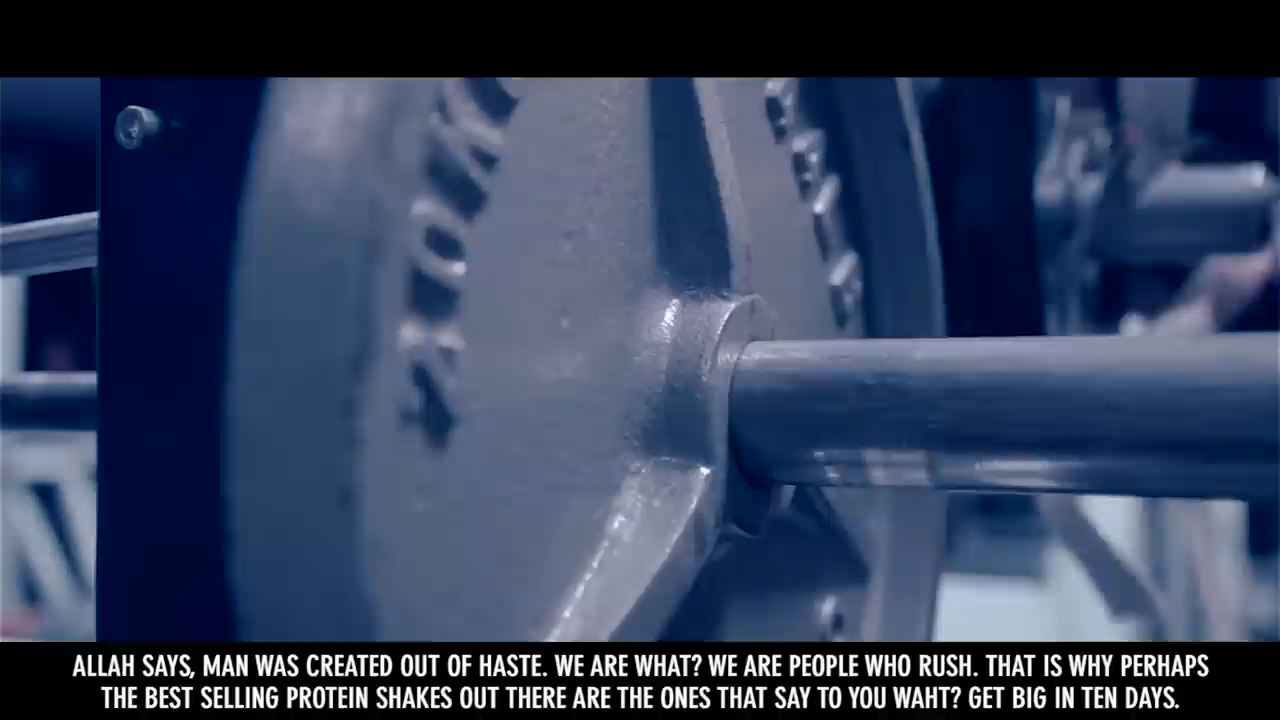 ALLAH SAYS, MAN WAS CREATED OUT OF HASTE. WE ARE WHAT? WE ARE PEOPLE WHO RUSH. THAT IS WHY PERHAPS
THE BEST SELLING PROTEIN SHAKES OUT THERE ARE THE ONES THAT SAY TO YOU WAHT? GET BIG IN TEN DAYS.